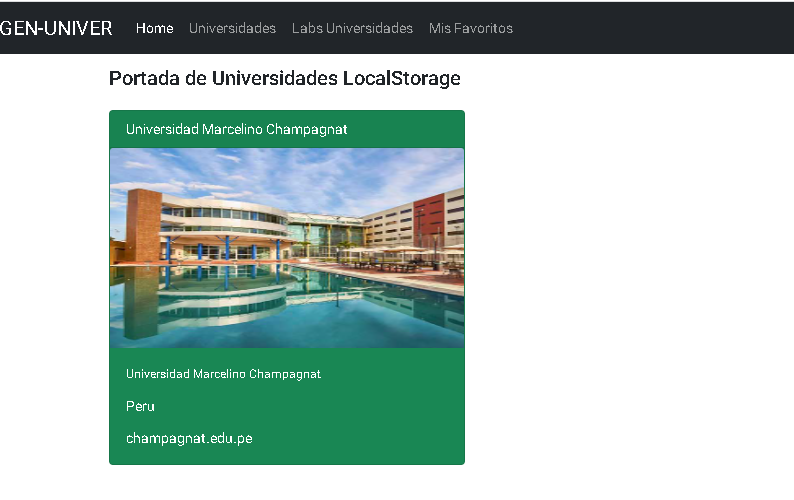 GEN-UNIVER Home Universidades Labs Universidades Mis Favoritos
Portada de Universidades LocalStorage
Universidad Marcelino Champagnat
Universidad Marcelino Champagnat
Peru
champagnat.edu.pe